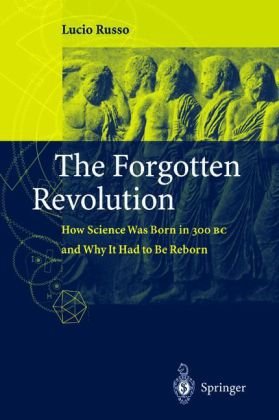 Lucio Russo
The Forgotten
Revolution
How Science Was Born in 300 BC
and Why It Had to Be Reborn
Springer